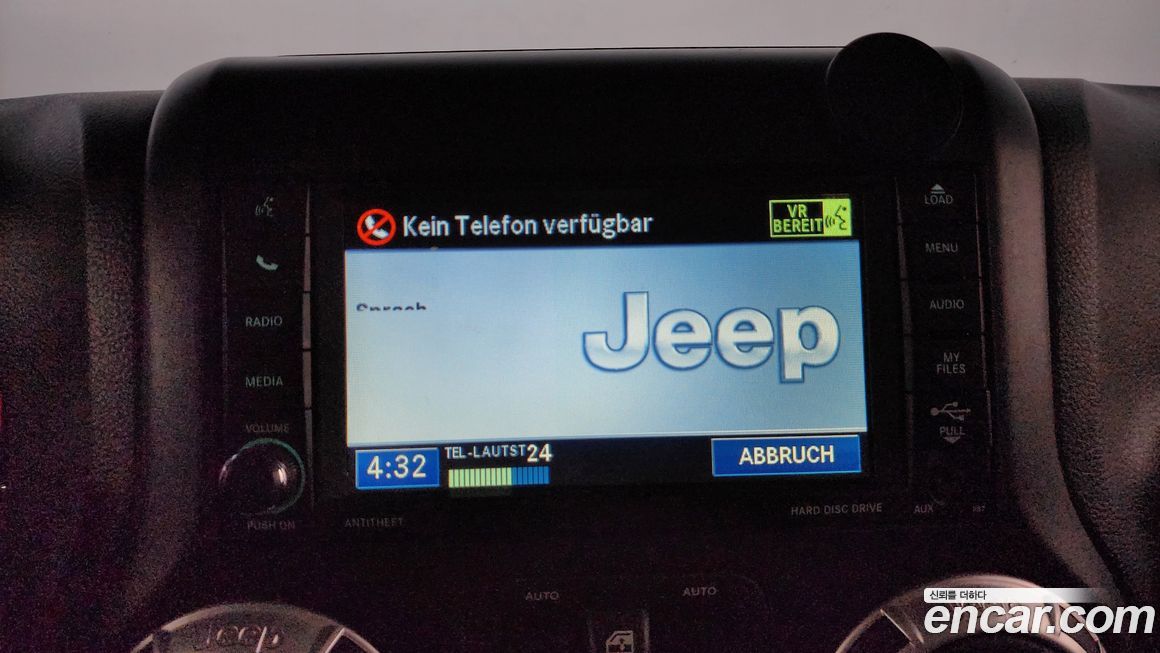 Kein Telefon verfügbar
VR
BEREIT
LOAD
MENU
RADIO
AUDIO
Jeep
MEDIA
MY
FILES
VOLUME
PULL
4:32
TEL-LAUTST 24
ABBRUCH
PUSH ON
ANTITHEFT
HARD DISC DRIVE
AUX
AUTO
AUTO
Jeep
신뢰를 더하다
encar.com